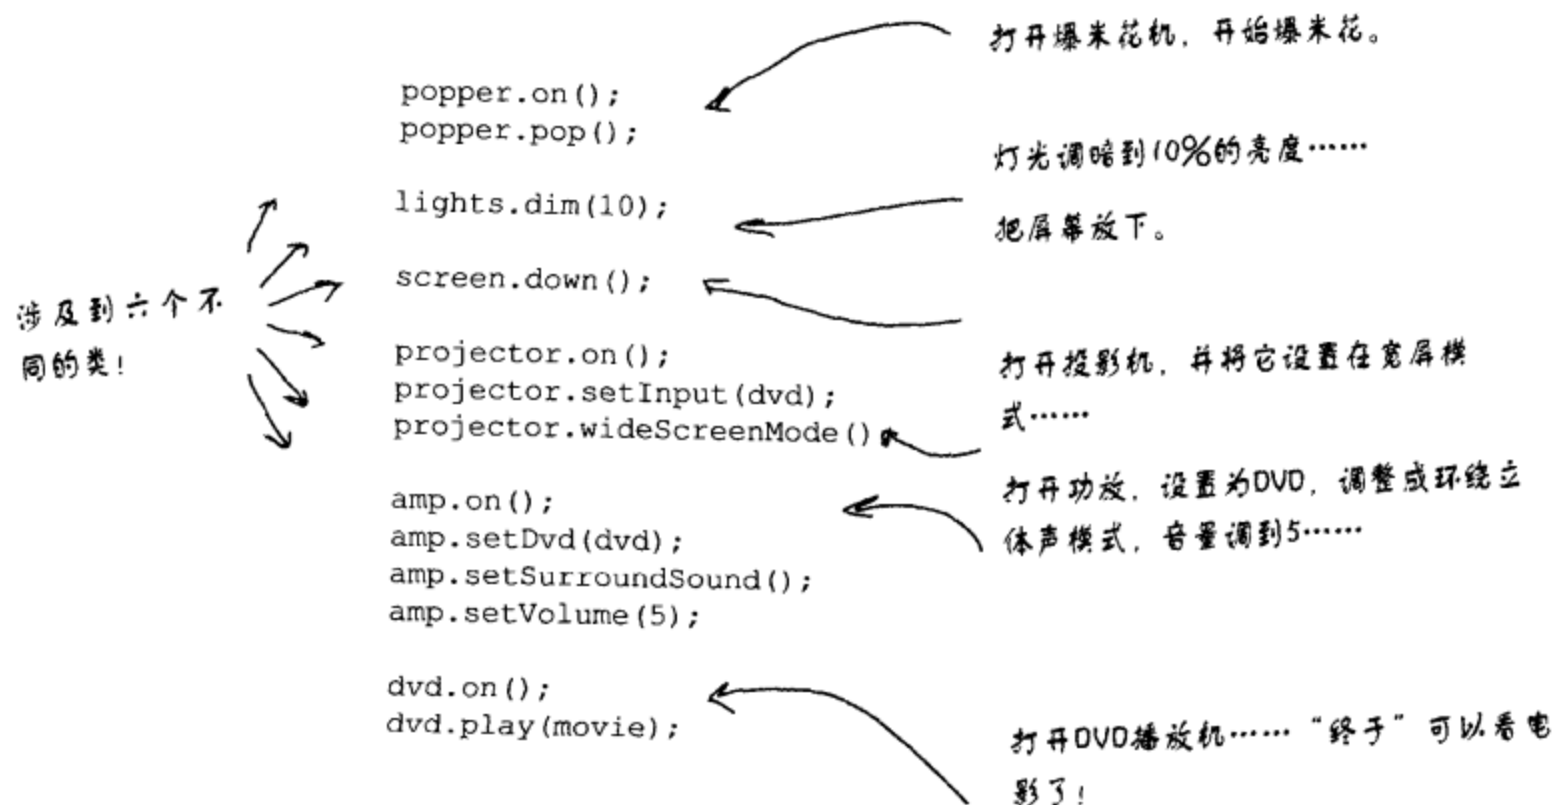 打开爆米花机，开始爆米花。
popper.on();
popper.pop();
灯光调暗到10%的亮度……
lights.dim(10);
把屏幕放下。
screen.down();
涉及到六个不
同的类！
projector.on();
projector.setInput(dvd);
projector.wideScreenMode()
打开投影机，并将它设置在宽屏模
式……
amp.on();
amp.setDvd(dvd);
amp.setSurroundSound();
amp.setVolume(5);
打开功放，设置为DVD，调整成环绕立
体声模式，音量调到5……
dvd.on();
dvd.play(movie);
打开DVD播放机……“终于”可以看电
影了！